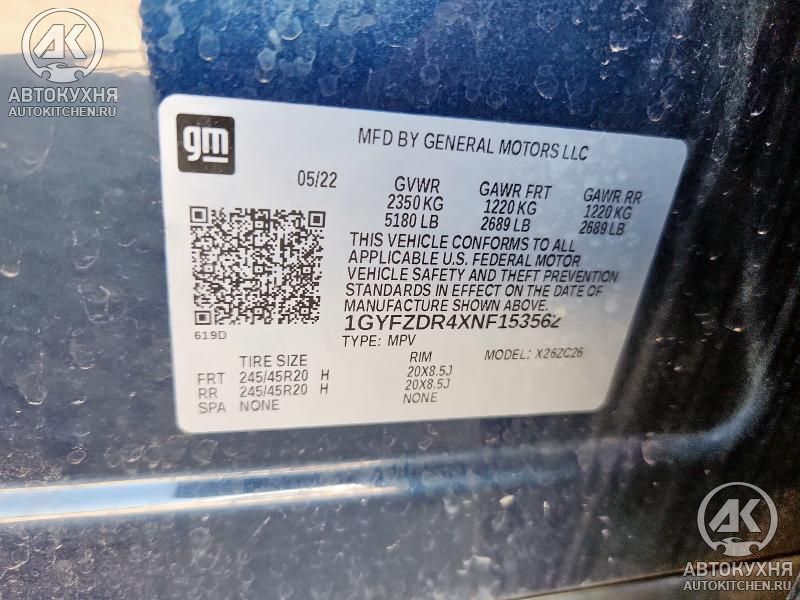 AK
АВТОКУХНЯ
AUTOKITCHEN.RU
gm
MFD BY GENERAL MOTORS LLC
05/22
GVWR GAWR FRT GAWR RR
2350 KG 1220 KG 1220 KG
5180 LB 2689 LB 2689 LB
THIS VEHICLE CONFORMS TO ALL
APPLICABLE U.S. FEDERAL MOTOR
VEHICLE SAFETY AND THEFT PREVENTION
STANDARDS IN EFFECT ON THE DATE OF
MANUFACTURE SHOWN ABOVE.
1GYFZDR4XNF153562
619D
TYPE: MPV MODEL: X26ZC26
TIRE SIZE RIM
FRT 245/45R20 H 20X8.5J
RR 245/45R20 H 20X8.5J
SPA NONE NONE
AK
АВТОКУХНЯ
AUTOKITCHEN.RU